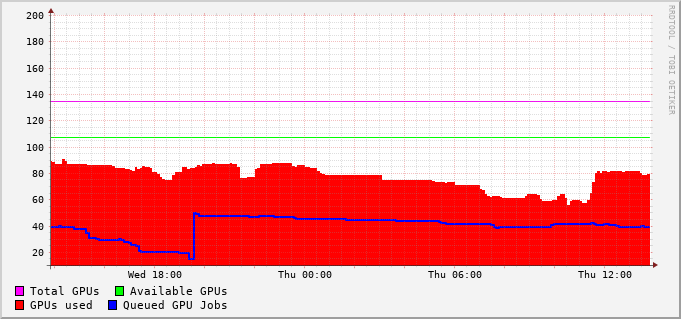 200
180
160
140
120
100
80
60
40
20
Wed 18:00 Thu 00:00 Thu 06:00 Thu 12:00
Total GPUs Available GPUs
GPUs used Queued GPU Jobs
RRDTOOL / TOBI OETIKER